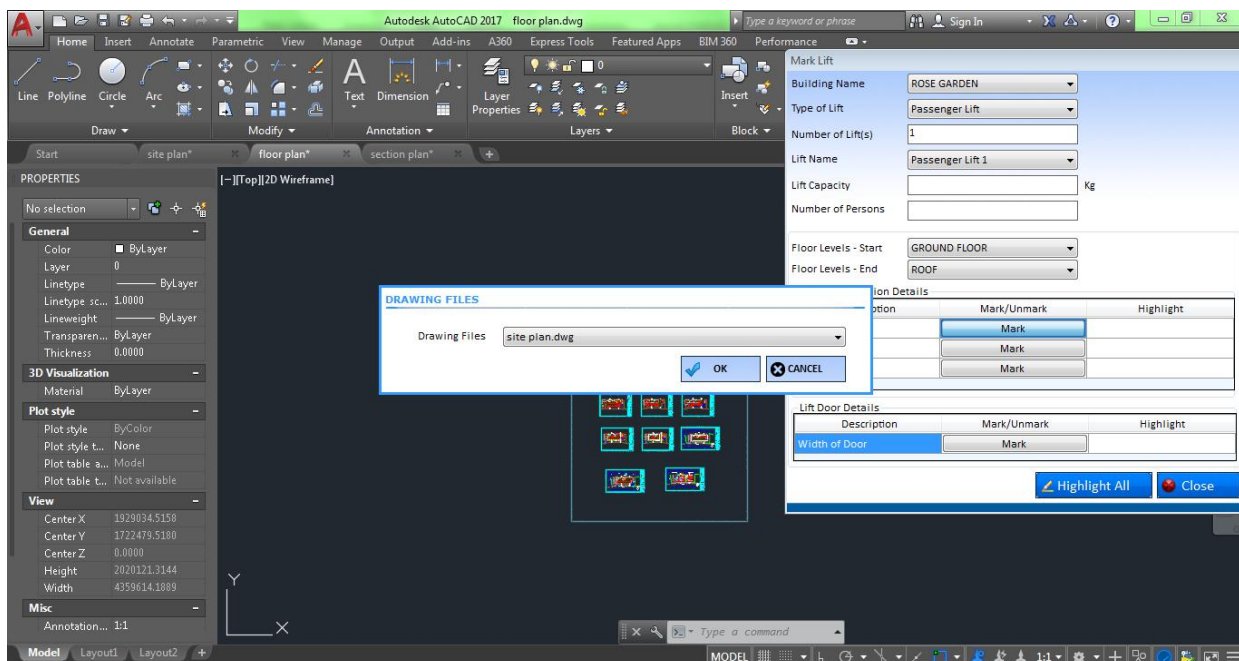 Autodesk AutoCAD 2017 floor plan.dwg
Type a keyword or phrase
Sign In
Home Insert Annotate Parametric View Manage Output Add-ins A360 Express Tools Featured Apps BIM 360 Performance
Line Polyline Circle Arc
Text Dimension
Layer Properties
0
Insert
Draw Modify Annotation Layers Block
Start site plan* floor plan* section plan*
PROPERTIES
No selection
General
Color ByLayer
Layer 0
Linetype ByLayer
Linetype sc... 1.0000
Lineweight ByLayer
Transparen... ByLayer
Thickness 0.0000
3D Visualization
Material ByLayer
Plot style
Plot style ByColor
Plot style t... None
Plot table a... Model
Plot table t... Not available
View
Center X 1929034.5158
Center Y 1722479.5180
Center Z 0.0000
Height 2020121.3144
Width 4359614.1889
Misc
Annotation... 1:1
[−][Top][2D Wireframe]
DRAWING FILES
Drawing Files site plan.dwg
OK CANCEL
Mark Lift
Building Name ROSE GARDEN
Type of Lift Passenger Lift
Number of Lift(s) 1
Lift Name Passenger Lift 1
Lift Capacity Kg
Number of Persons
Floor Levels - Start GROUND FLOOR
Floor Levels - End ROOF
ion Details
ption Mark/Unmark Highlight
Mark
Mark
Mark
Lift Door Details
Description Mark/Unmark Highlight
Width of Door Mark
Highlight All Close
Y
X
Type a command
Model Layout1 Layout2 +
MODEL 1:1